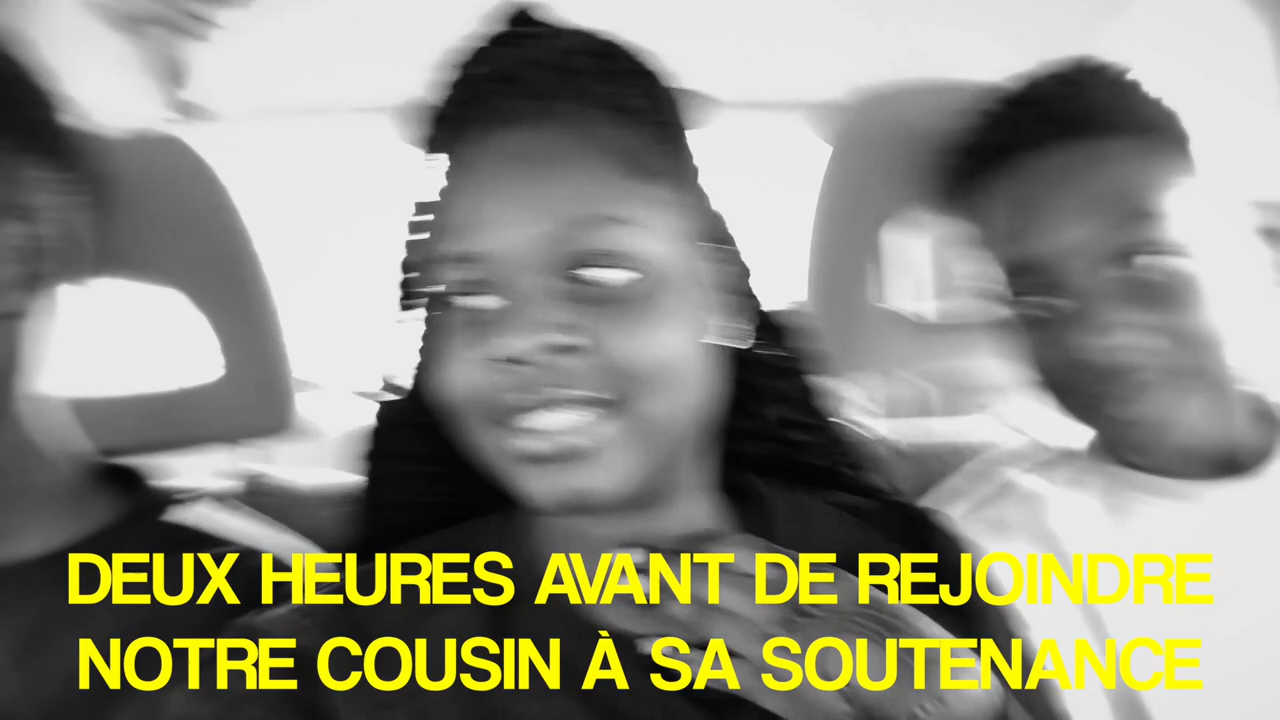 DEUX HEURES AVANT DE REJOINDRE
NOTRE COUSIN À SA SOUTENANCE